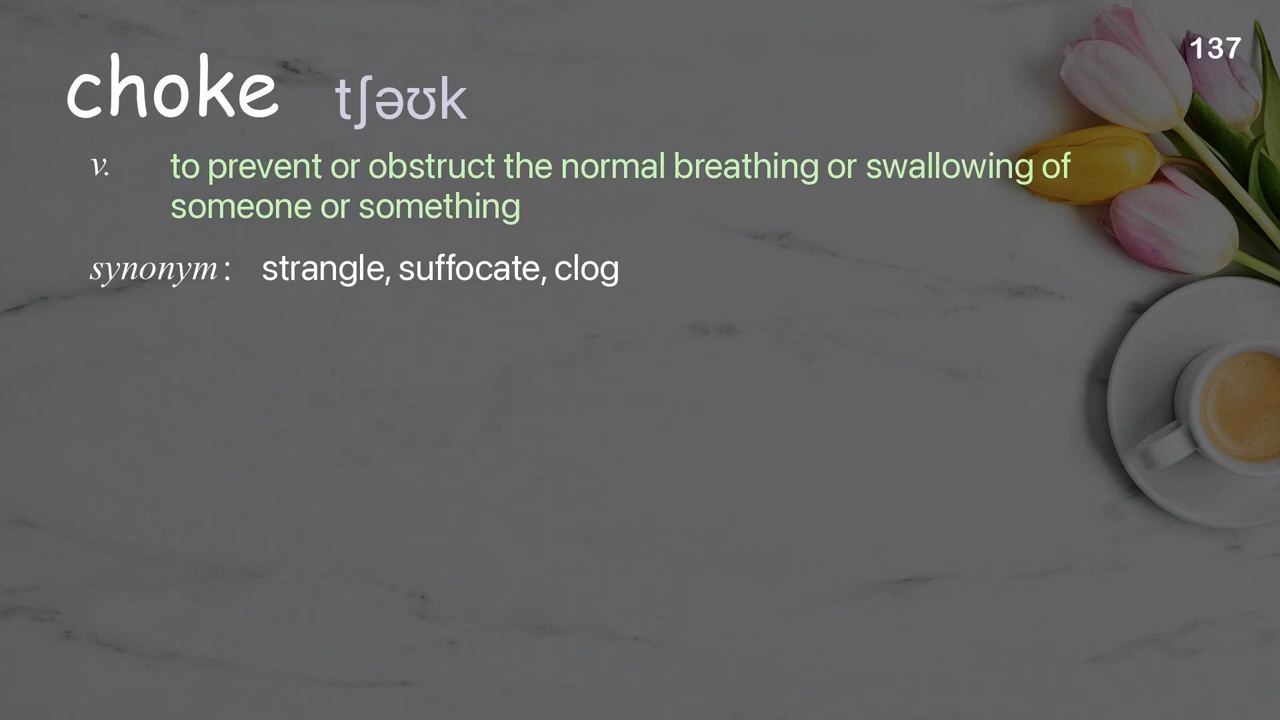 137
choke tʃəʊk
v. to prevent or obstruct the normal breathing or swallowing of
someone or something
synonym : strangle, suffocate, clog